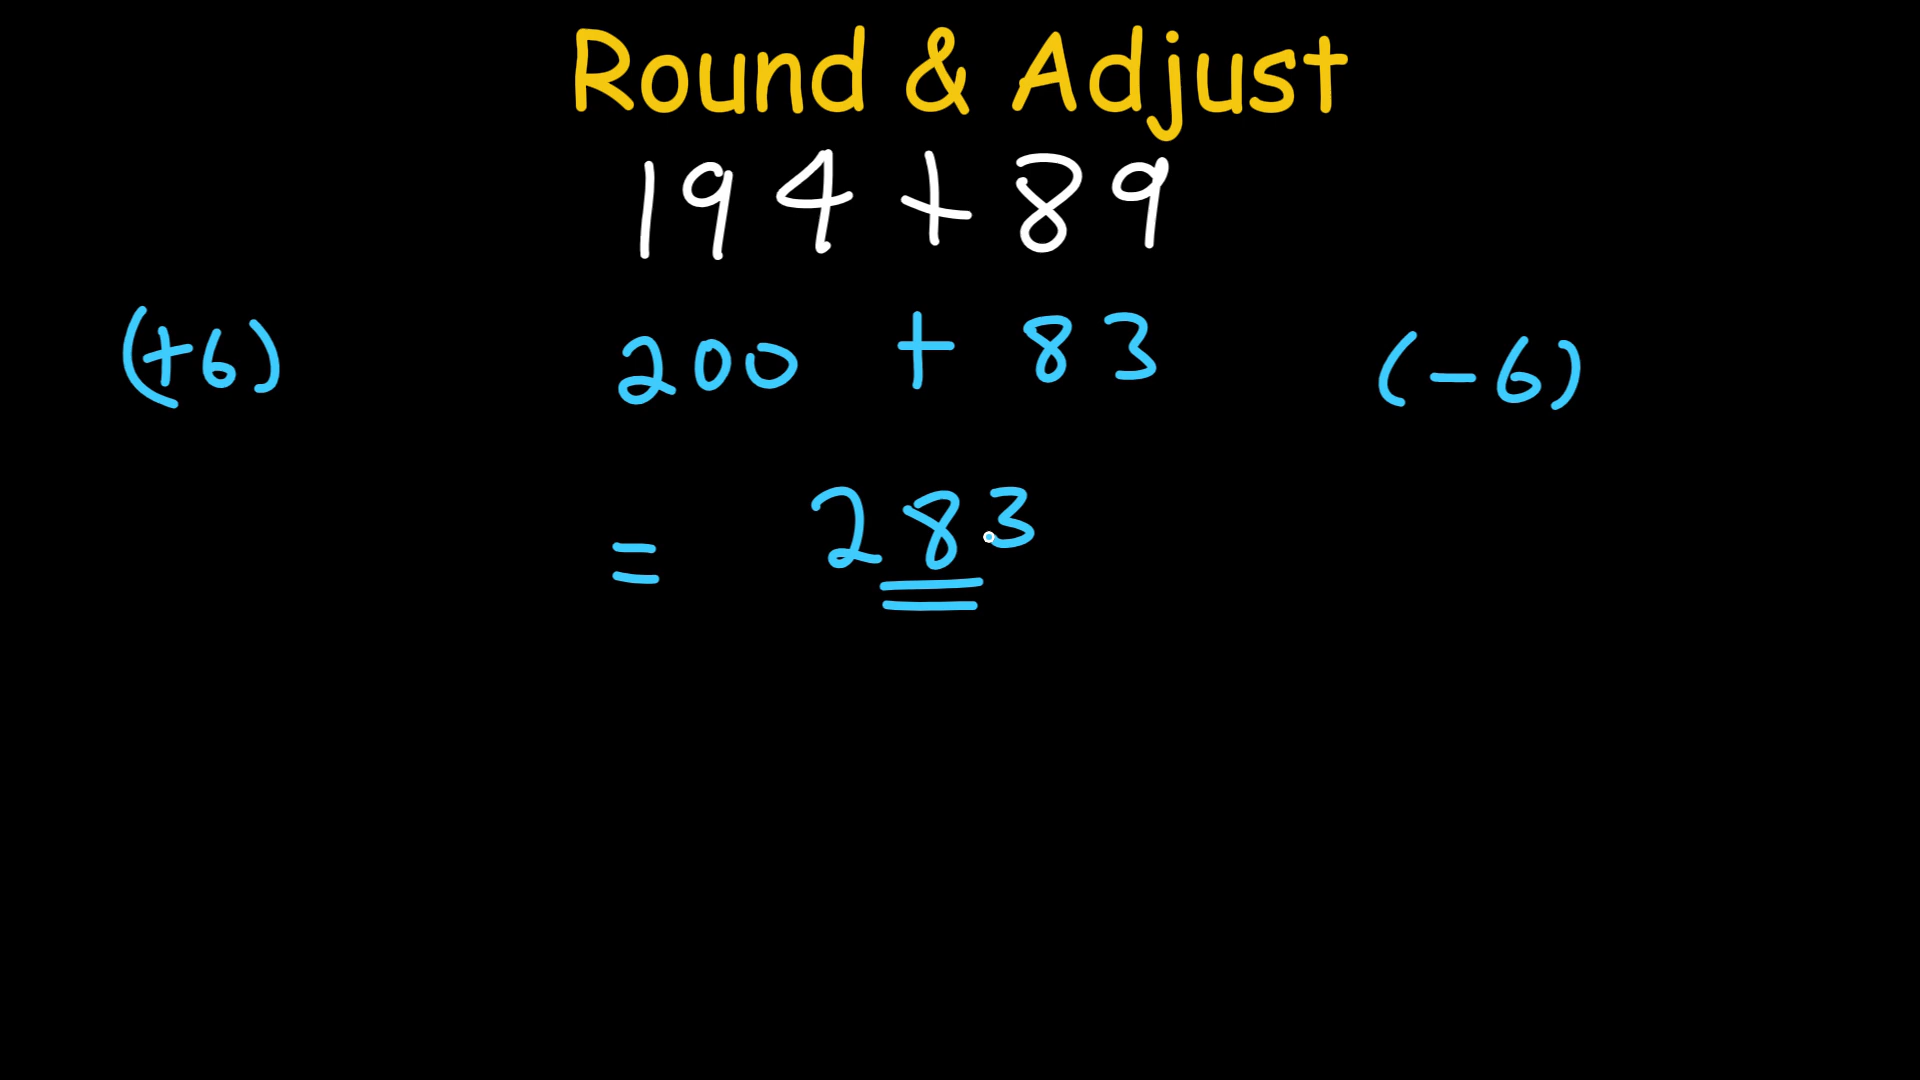 Round & Adjust
194 + 89
(+6) 200 + 83 (-6)
= 283